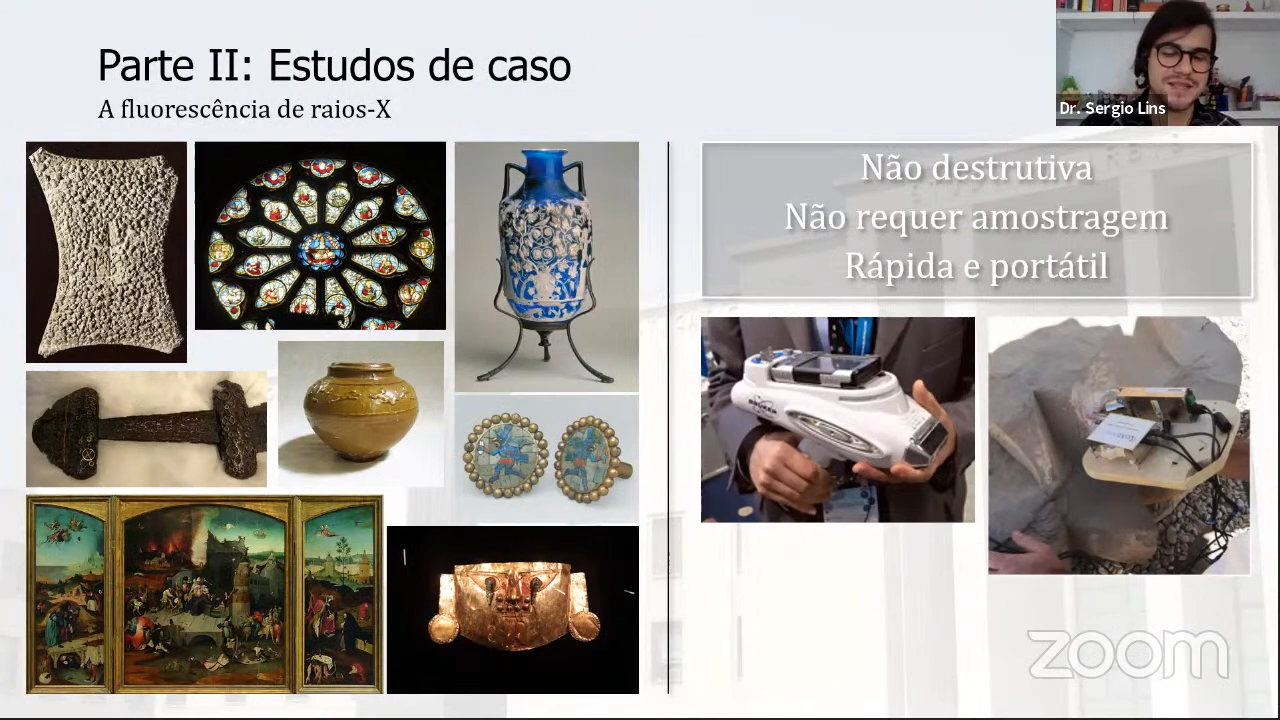 Parte II: Estudos de caso
A fluorescência de raios-X
Dr. Sergio Lins
Não destrutiva
Não requer amostragem
Rápida e portátil
BRUKER
zoom